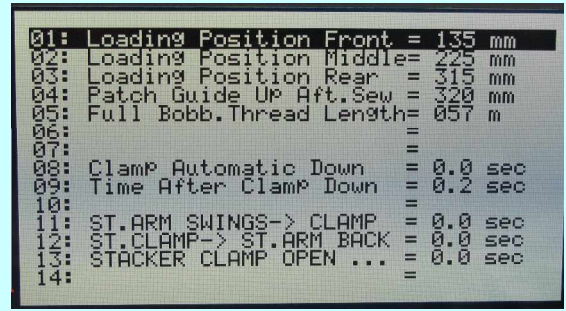 01: Loading Position Front = 135 mm
02: Loading Position Middle= 225 mm
03: Loading Position Rear = 315 mm
04: Patch Guide Up Aft.Sew = 320 mm
05: Full Bobb.Thread Length= 057 m
06: =
07: =
08: Clamp Automatic Down = 0.0 sec
09: Time After Clamp Down = 0.2 sec
10: =
11: ST.ARM SWINGS-> CLAMP = 0.0 sec
12: ST.CLAMP-> ST.ARM BACK = 0.0 sec
13: STACKER CLAMP OPEN ... = 0.0 sec
14: =